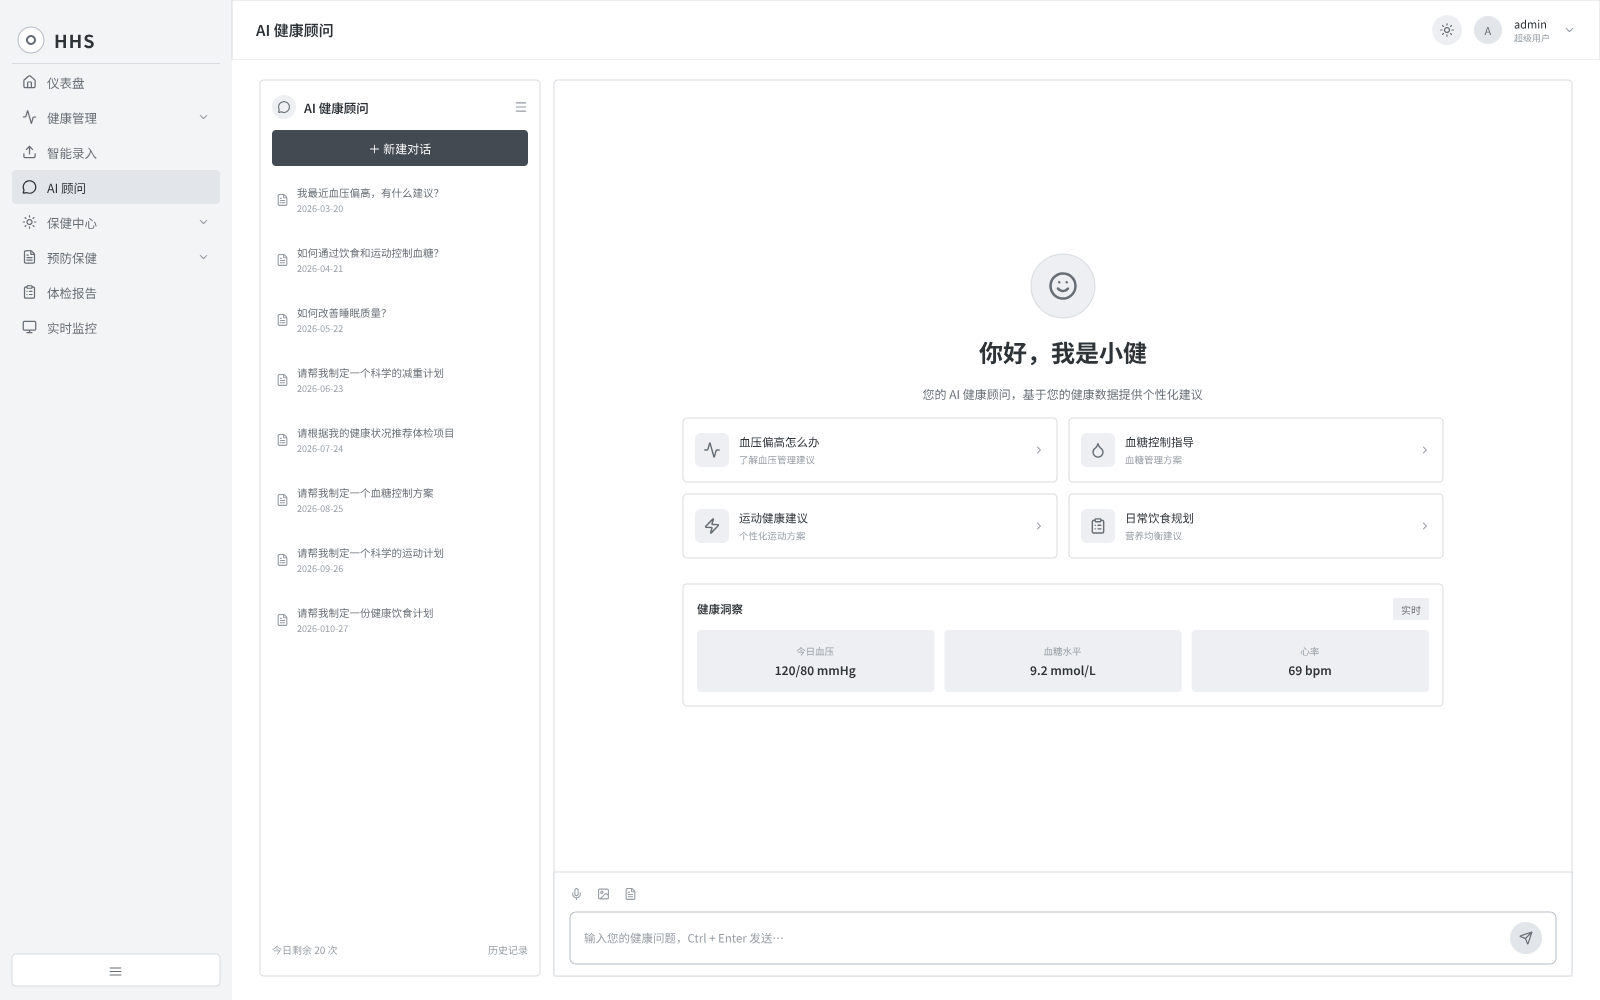 HHS
仪表盘
健康管理
智能录入
AI 顾问
保健中心
预防保健
体检报告
实时监控
AI 健康顾问
A
admin
超级用户
AI 健康顾问
+ 新建对话
我最近血压偏高，有什么建议？
2026-03-20
如何通过饮食和运动控制血糖？
2026-04-21
如何改善睡眠质量？
2026-05-22
请帮我制定一个科学的减重计划
2026-06-23
请根据我的健康状况推荐体检项目
2026-07-24
请帮我制定一个血糖控制方案
2026-08-25
请帮我制定一个科学的运动计划
2026-09-26
请帮我制定一份健康饮食计划
2026-010-27
今日剩余 20 次
历史记录
你好，我是小健
您的 AI 健康顾问，基于您的健康数据提供个性化建议
血压偏高怎么办
了解血压管理建议
血糖控制指导
血糖管理方案
运动健康建议
个性化运动方案
日常饮食规划
营养均衡建议
健康洞察
实时
今日血压
120/80 mmHg
血糖水平
9.2 mmol/L
心率
69 bpm
输入您的健康问题，Ctrl + Enter 发送…